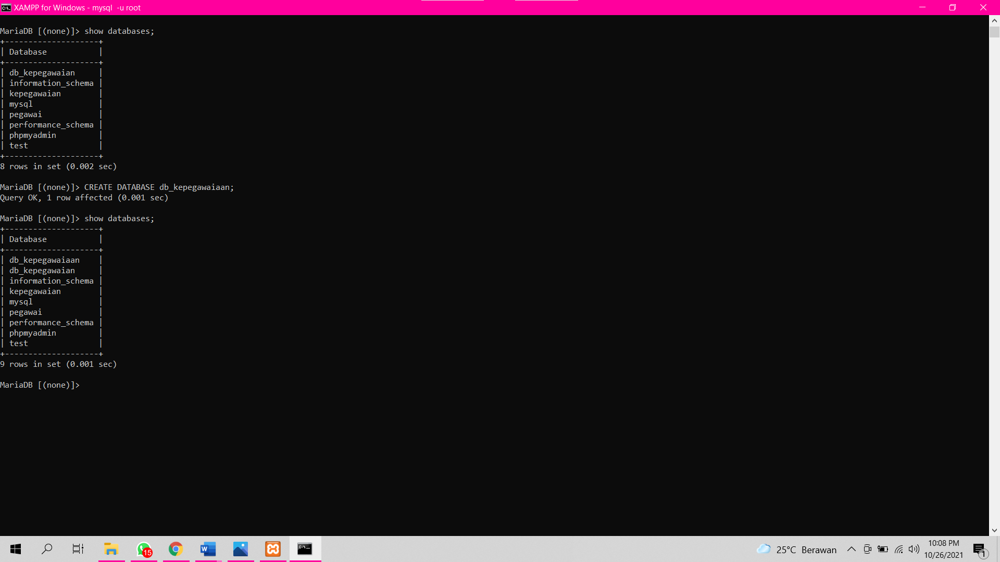 XAMPP for Windows - mysql  -u root
MariaDB [(none)]> show databases;
+--------------------+
| Database           |
+--------------------+
| db_kepegawaian     |
| information_schema |
| kepegawaian        |
| mysql              |
| pegawai            |
| performance_schema |
| phpmyadmin         |
| test               |
+--------------------+
8 rows in set (0.002 sec)
MariaDB [(none)]> CREATE DATABASE db_kepegawaiaan;
Query OK, 1 row affected (0.001 sec)
MariaDB [(none)]> show databases;
+--------------------+
| Database           |
+--------------------+
| db_kepegawaiaan    |
| db_kepegawaian     |
| information_schema |
| kepegawaian        |
| mysql              |
| pegawai            |
| performance_schema |
| phpmyadmin         |
| test               |
+--------------------+
9 rows in set (0.001 sec)
MariaDB [(none)]>
15
25°C Berawan
10:08 PM
10/26/2021
1